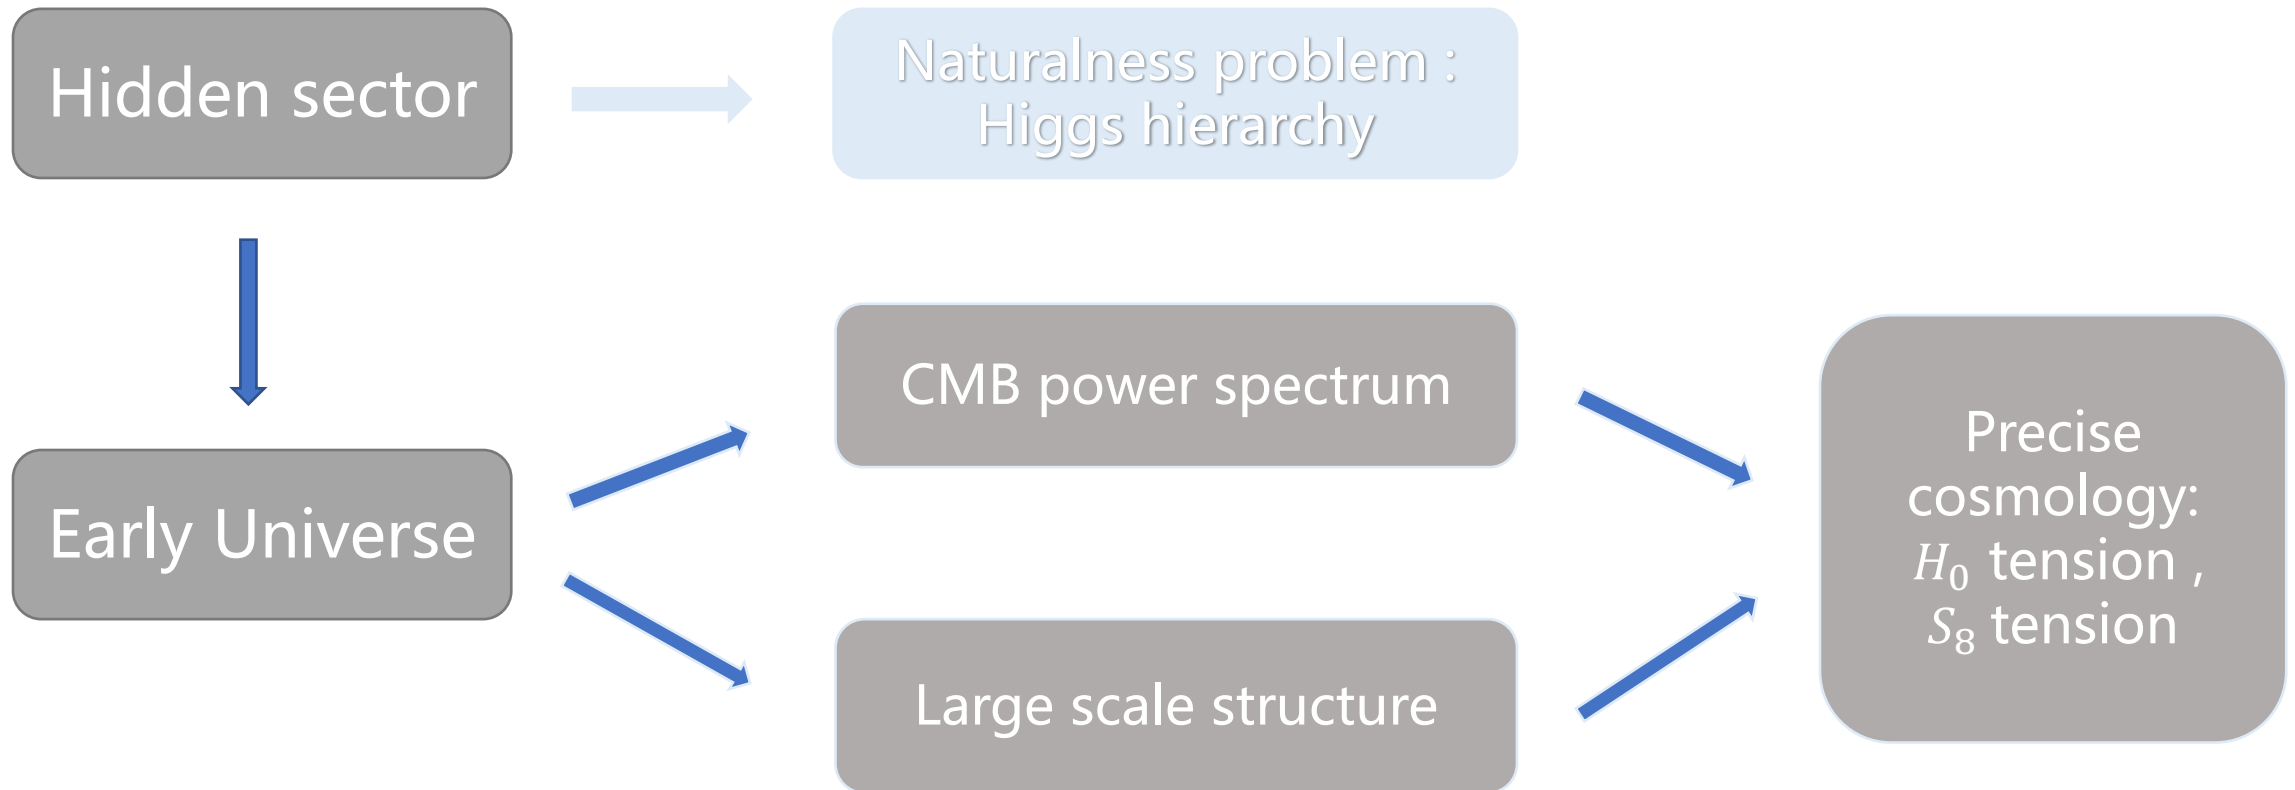 Hidden sector
Naturalness problem :
Higgs hierarchy
CMB power spectrum
Early Universe
Large scale structure
Precise
cosmology:
H₀ tension ,
S₈ tension